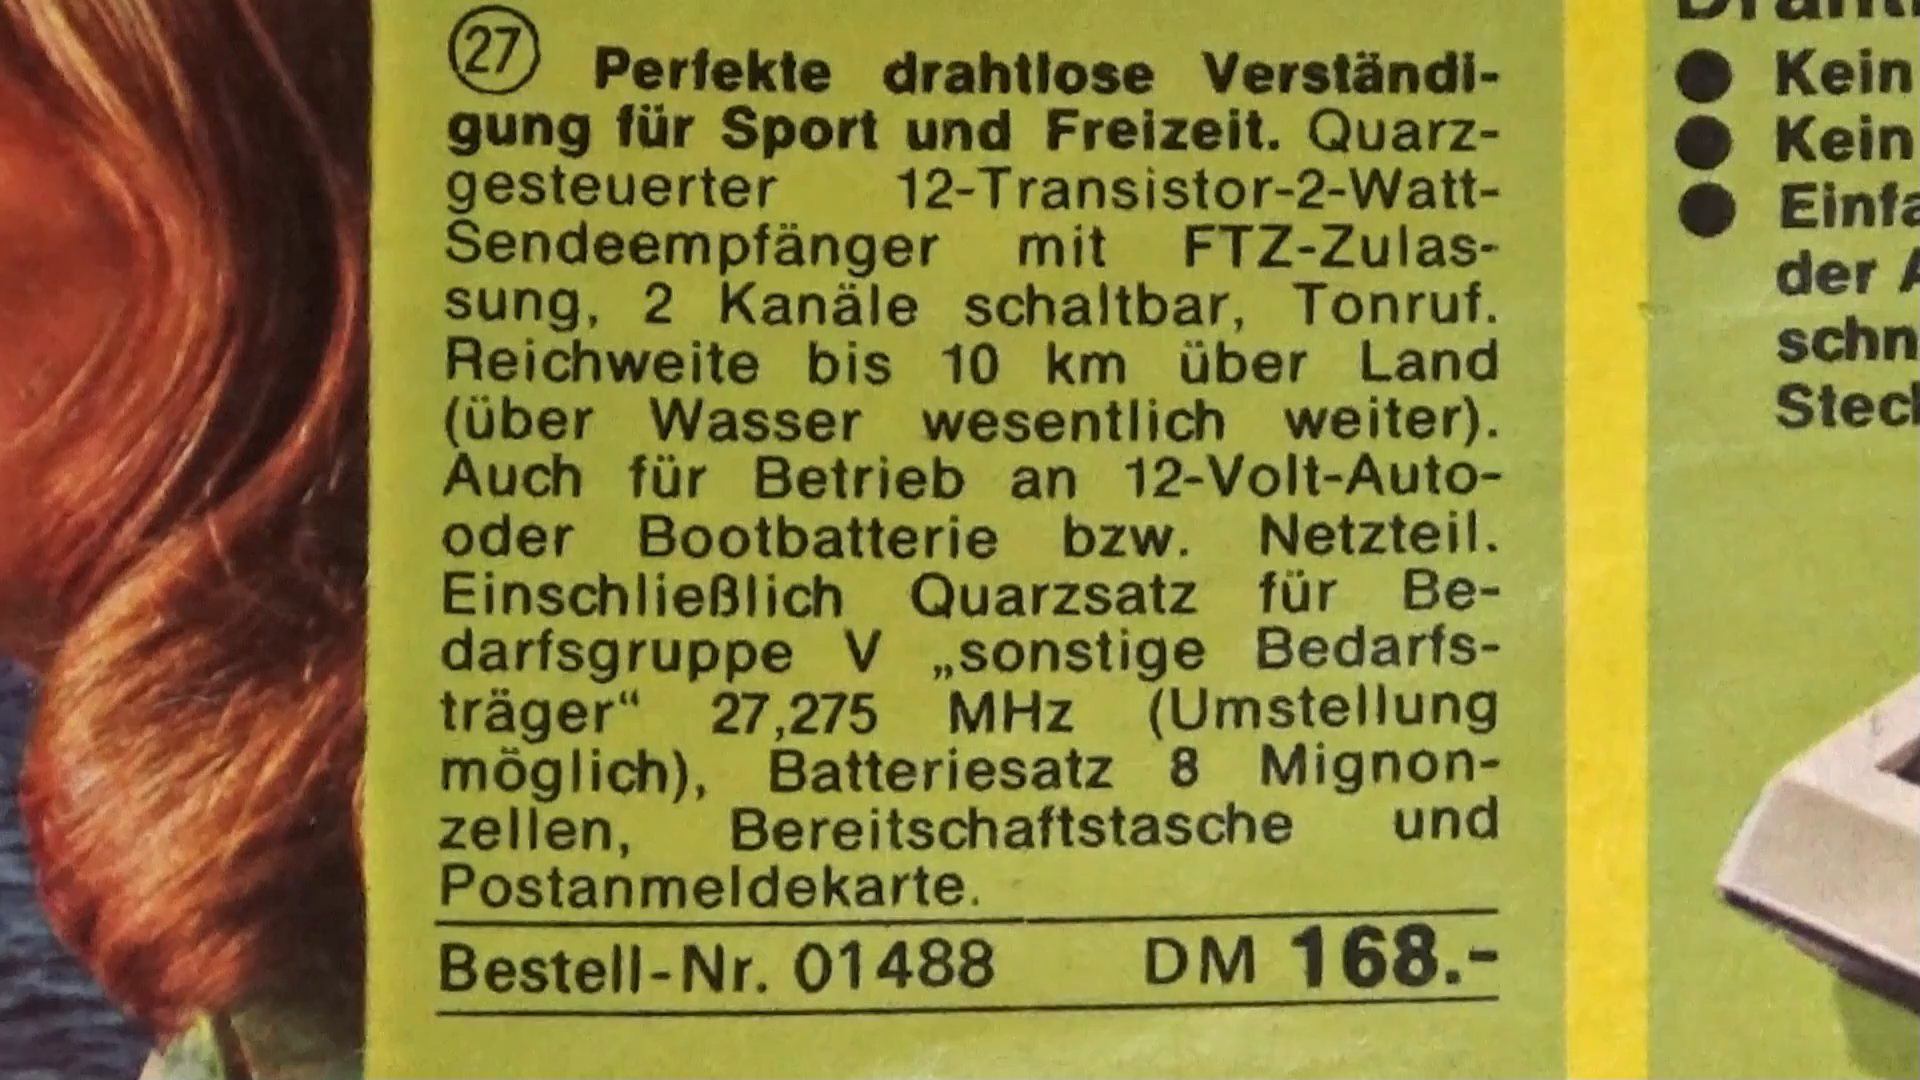 27 Perfekte drahtlose Verständi-
gung für Sport und Freizeit. Quarz-
gesteuerter 12-Transistor-2-Watt-
Sendeempfänger mit FTZ-Zulas-
sung, 2 Kanäle schaltbar, Tonruf.
Reichweite bis 10 km über Land
(über Wasser wesentlich weiter).
Auch für Betrieb an 12-Volt-Auto-
oder Bootbatterie bzw. Netzteil.
Einschließlich Quarzsatz für Be-
darfsgruppe V „sonstige Bedarfs-
träger“ 27,275 MHz (Umstellung
möglich), Batteriesatz 8 Mignon-
zellen, Bereitschaftstasche und
Postanmeldekarte.
Bestell-Nr. 01488 DM 168.-
● Kein
● Kein
● Einfa
der A
schn
Stec